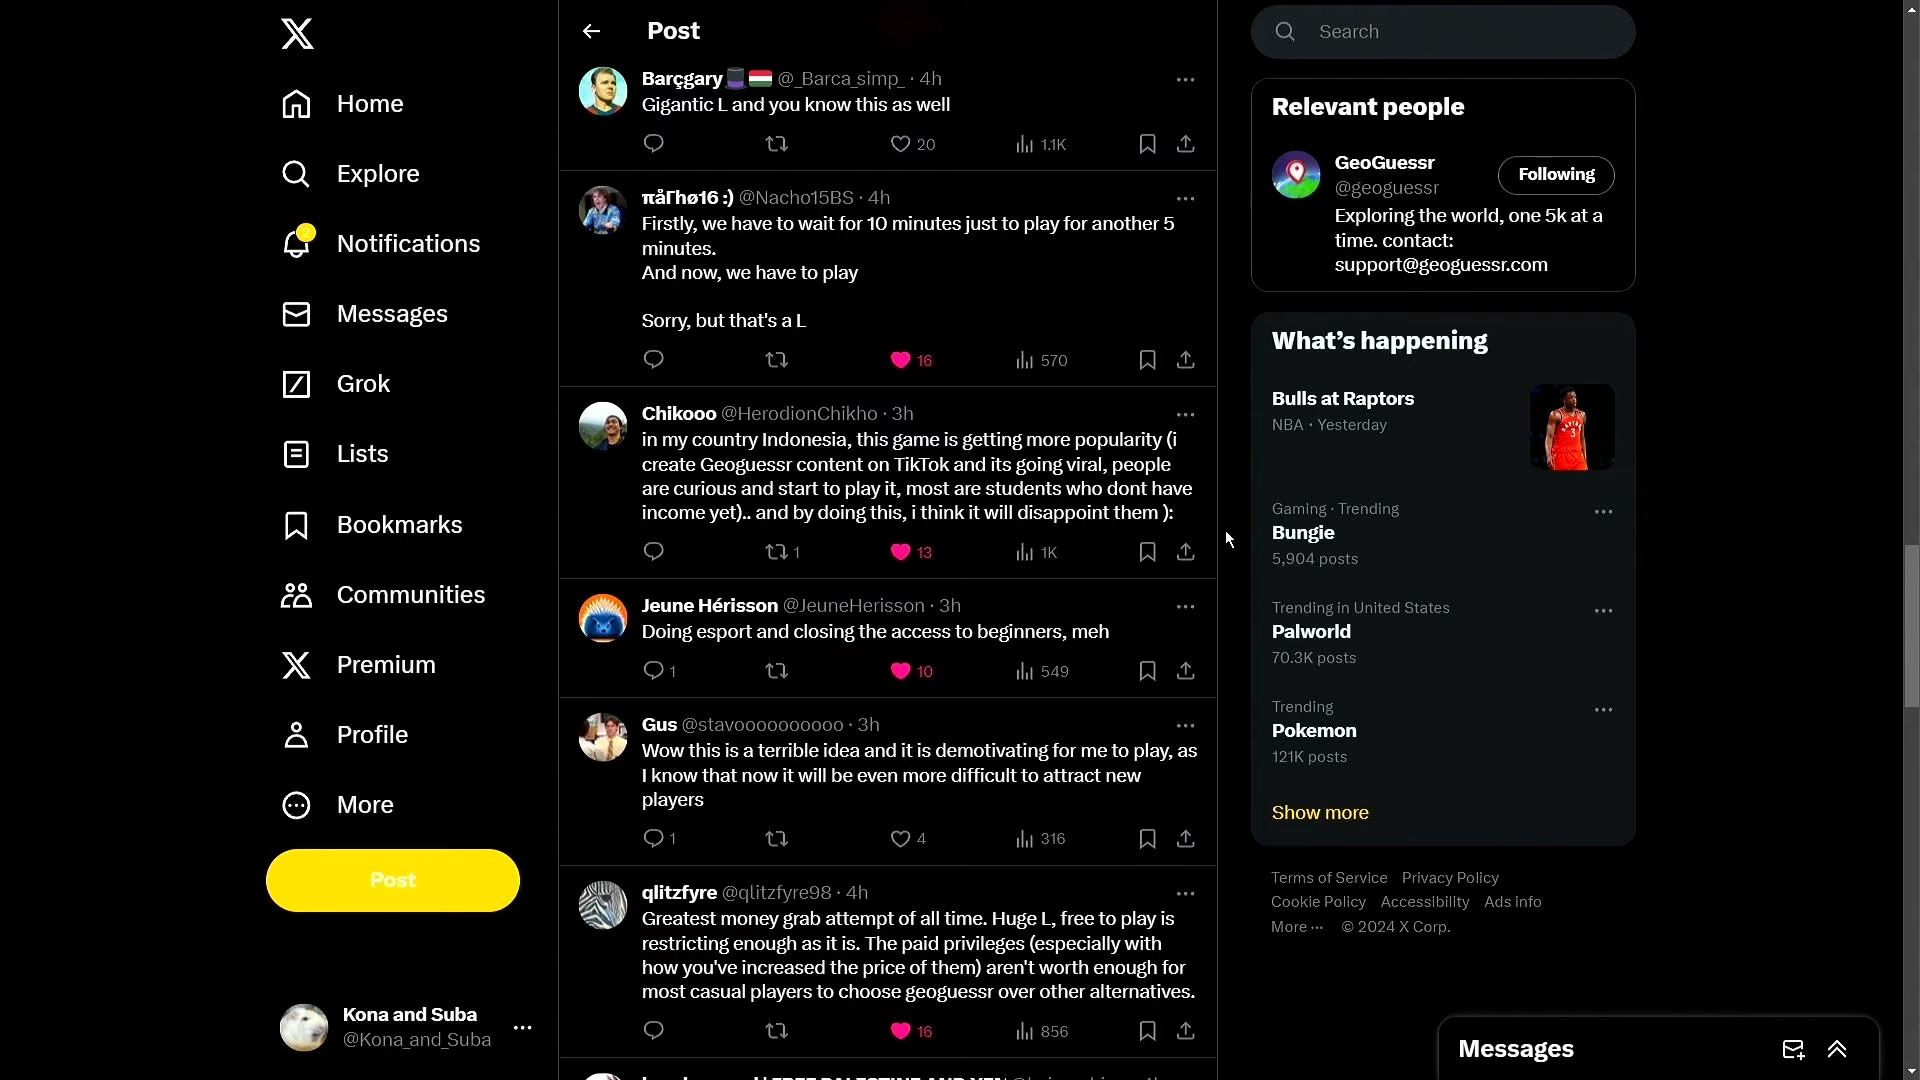 Home
Explore
2
Notifications
Messages
Grok
Lists
Bookmarks
Communities
Premium
Profile
More
Post
Kona and Suba
@Kona_and_Suba
Post
Barçgary🎩🇭🇺 @_Barca_simp_ · 4h
Gigantic L and you know this as well
20
1.1K
@Nacho15BS · 4h
Firstly, we have to wait for 10 minutes just to play for another 5
minutes.
And now, we have to play
Sorry, but that's a L
16
570
Chikooo @HerodionChikho · 3h
in my country Indonesia, this game is getting more popularity (i
create Geoguessr content on TikTok and its going viral, people
are curious and start to play it, most are students who dont have
income yet).. and by doing this, i think it will disappoint them ):
1
13
1K
Jeune Hérisson @JeuneHerisson · 3h
Doing esport and closing the access to beginners, meh
1
10
549
Gus @stavoooooooooo · 3h
Wow this is a terrible idea and it is demotivating for me to play, as
I know that now it will be even more difficult to attract new
players
1
4
316
qlitzfyre @qlitzfyre98 · 4h
Greatest money grab attempt of all time. Huge L, free to play is
restricting enough as it is. The paid privileges (especially with
how you've increased the price of them) aren't worth enough for
most casual players to choose geoguessr over other alternatives.
16
856
Search
Relevant people
GeoGuessr
@geoguessr
Following
Exploring the world, one 5k at a
time. contact:
support@geoguessr.com
What’s happening
Bulls at Raptors
NBA · Yesterday
Gaming · Trending
Bungie
5,904 posts
Trending in United States
Palworld
70.3K posts
Trending
Pokemon
121K posts
Show more
Terms of Service Privacy Policy
Cookie Policy Accessibility Ads info
More ··· © 2024 X Corp.
Messages